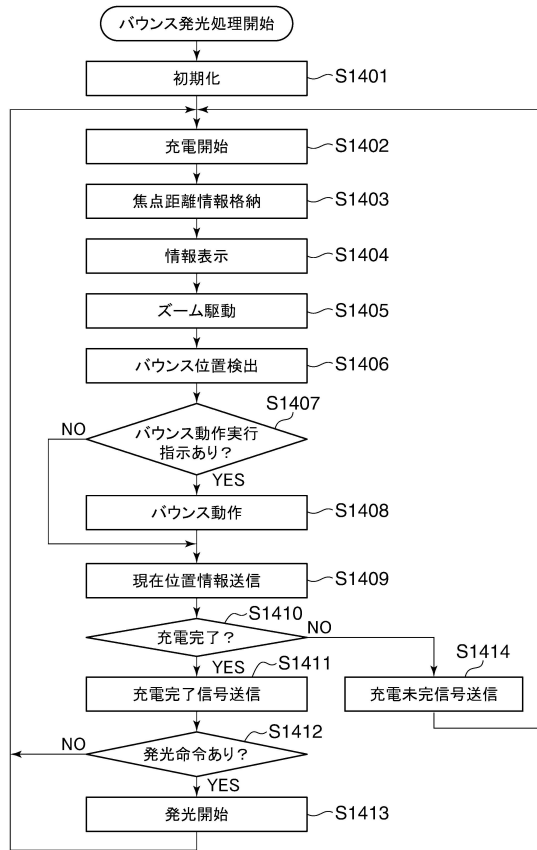 バウンス発光処理開始
初期化
S1401
充電開始
S1402
焦点距離情報格納
S1403
情報表示
S1404
ズーム駆動
S1405
バウンス位置検出
S1406
S1407
NO
バウンス動作実行
指示あり?
YES
バウンス動作
S1408
現在位置情報送信
S1409
S1410
充電完了?
NO
YES
S1411
充電完了信号送信
S1414
充電未完信号送信
S1412
NO
発光命令あり?
YES
発光開始
S1413